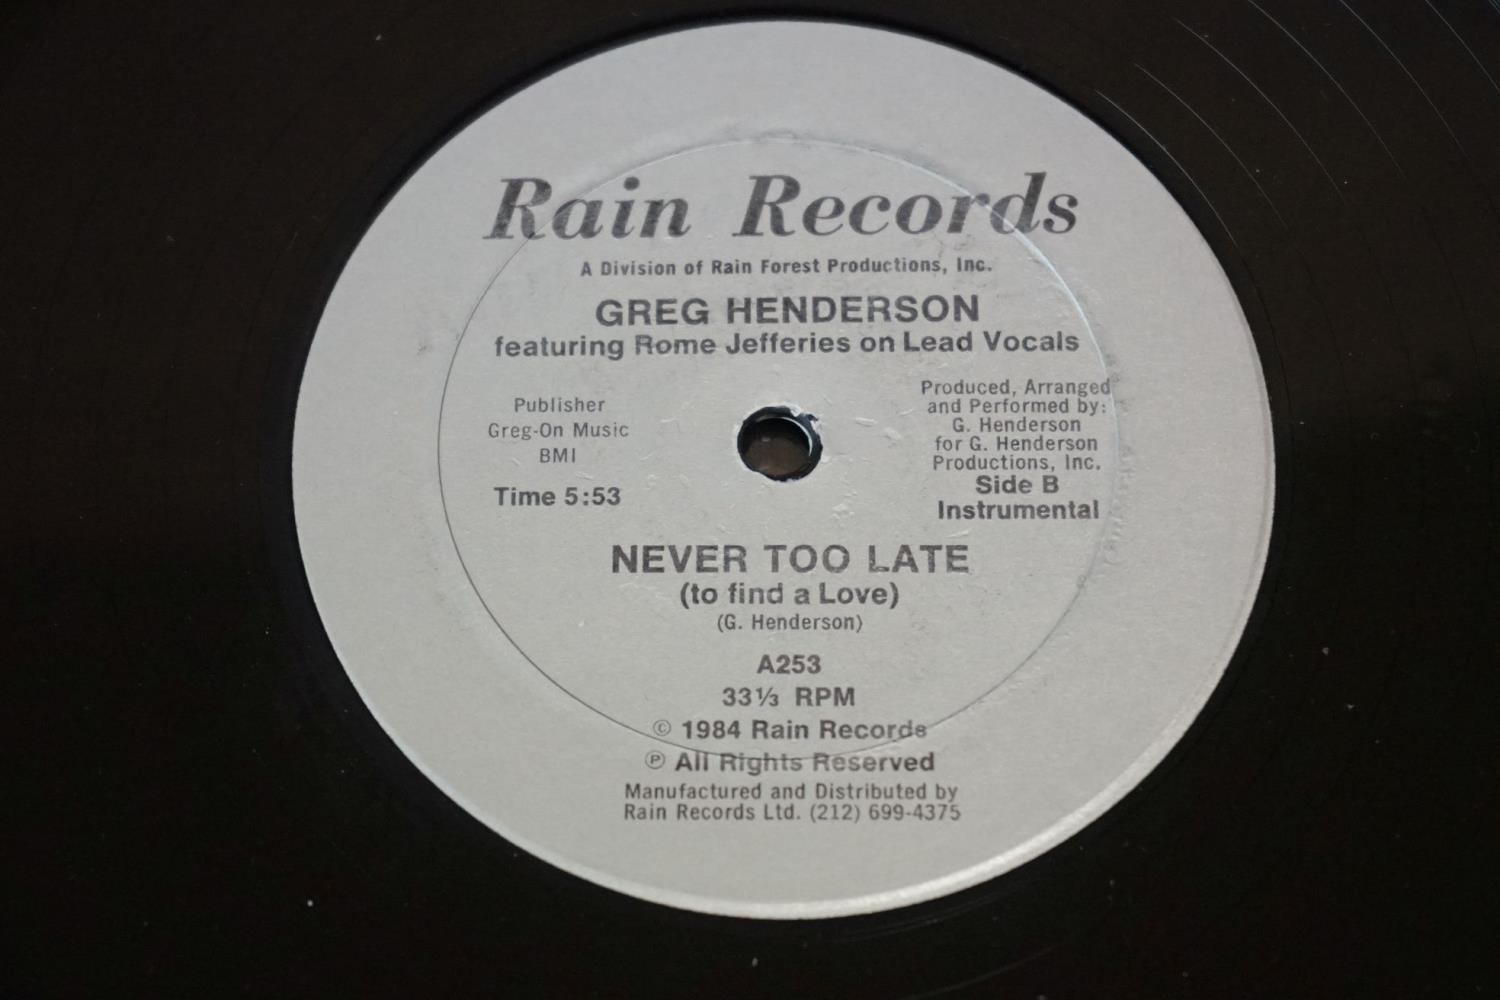 Rain Records
A Division of Rain Forest Productions, Inc.
GREG HENDERSON
featuring Rome Jefferies on Lead Vocals
Publisher
Greg-On Music
BMI
Time 5:53
Produced, Arranged
and Performed by:
G. Henderson
for G. Henderson
Productions, Inc.
Side B
Instrumental
NEVER TOO LATE
(to find a Love)
(G. Henderson)
A253
33⅓ RPM
© 1984 Rain Records
℗ All Rights Reserved
Manufactured and Distributed by
Rain Records Ltd. (212) 699-4375